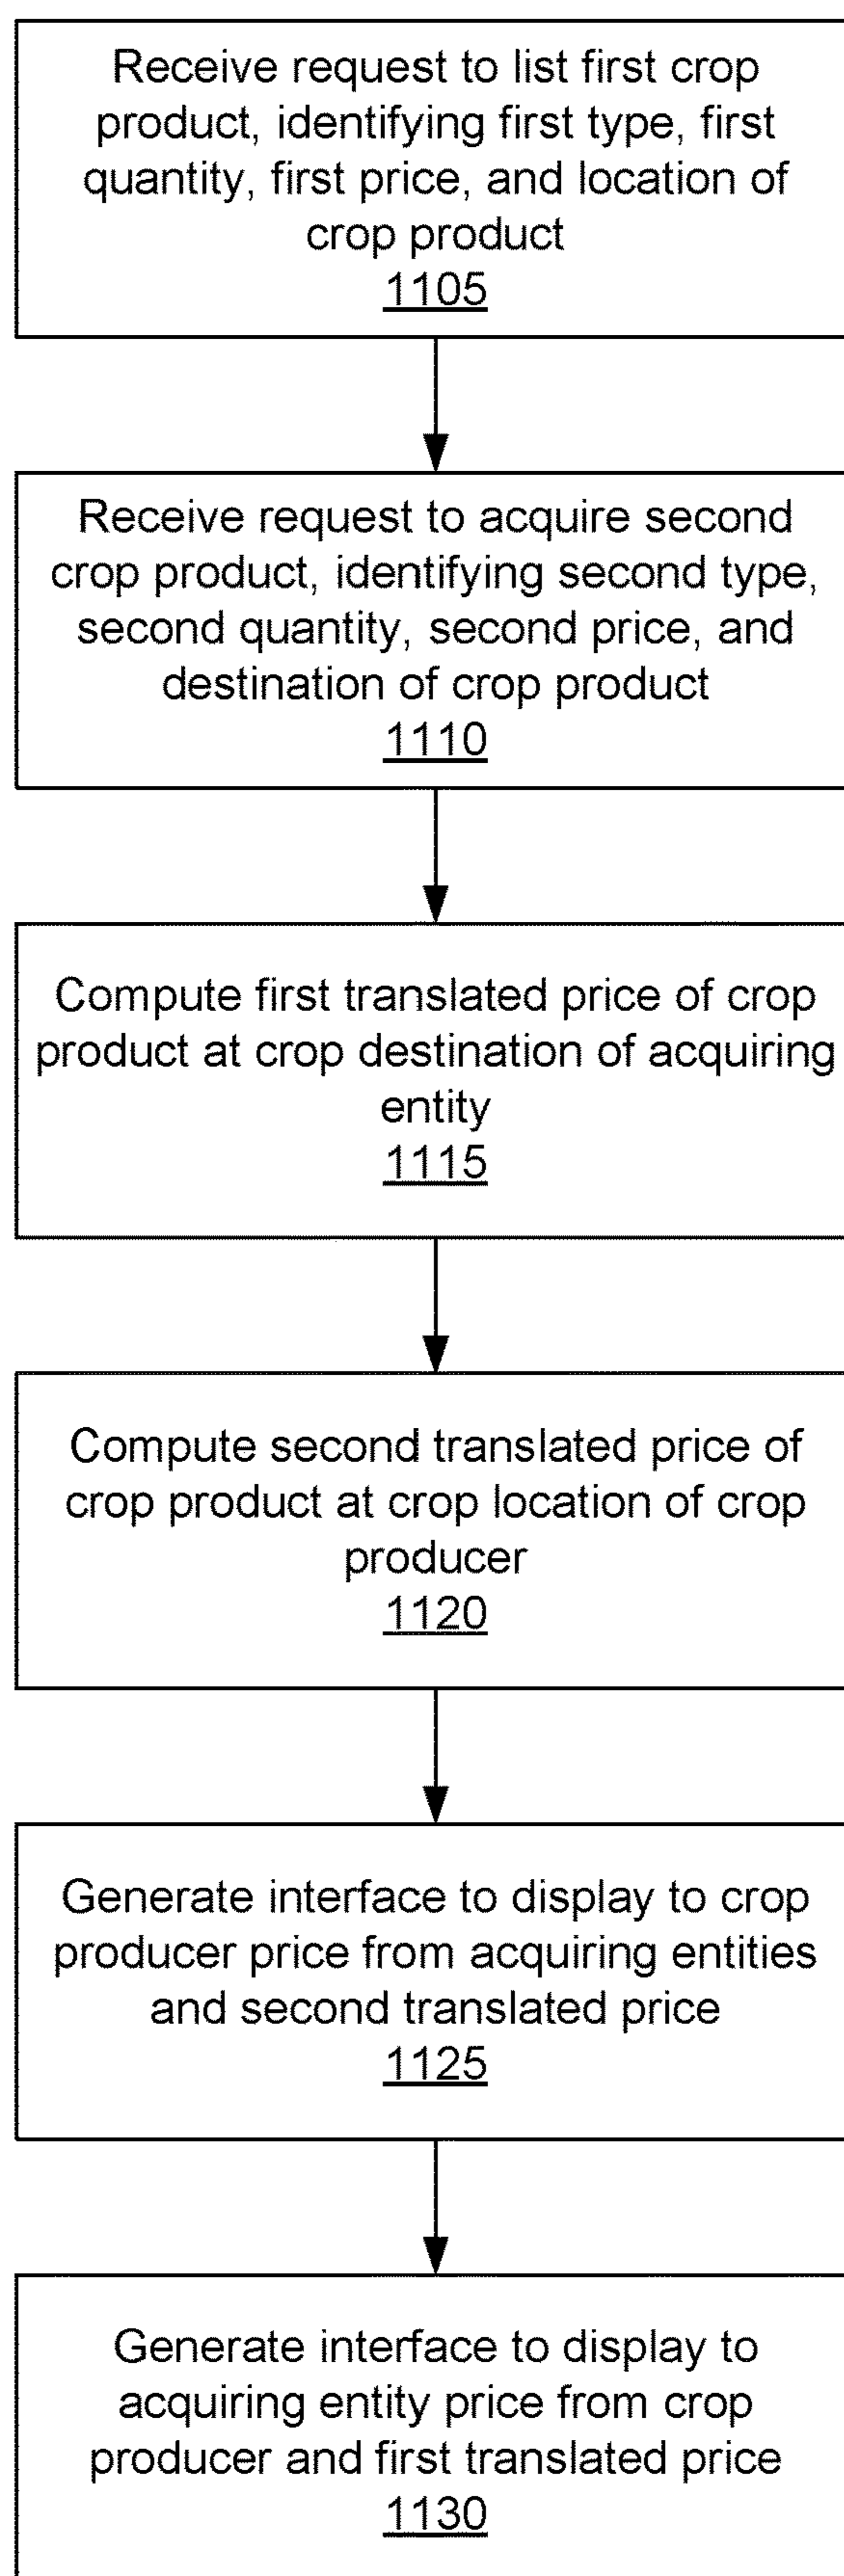 Receive request to list first crop
product, identifying first type, first
quantity, first price, and location of
crop product
1105
Receive request to acquire second
crop product, identifying second type,
second quantity, second price, and
destination of crop product
1110
Compute first translated price of crop
product at crop destination of acquiring
entity
1115
Compute second translated price of
crop product at crop location of crop
producer
1120
Generate interface to display to crop
producer price from acquiring entities
and second translated price
1125
Generate interface to display to
acquiring entity price from crop
producer and first translated price
1130